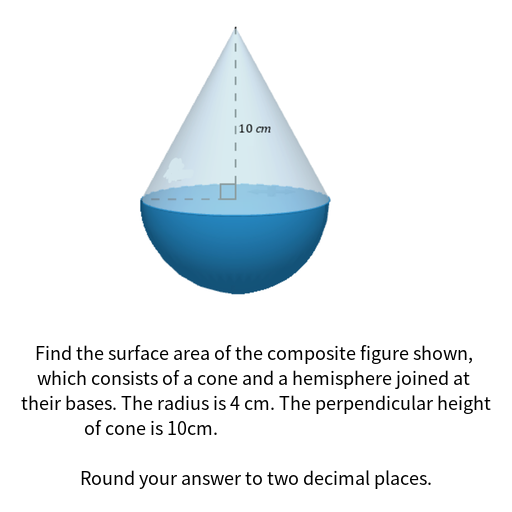 10 cm
Find the surface area of the composite figure shown,
which consists of a cone and a hemisphere joined at
their bases. The radius is 4 cm. The perpendicular height
of cone is 10cm.
Round your answer to two decimal places.